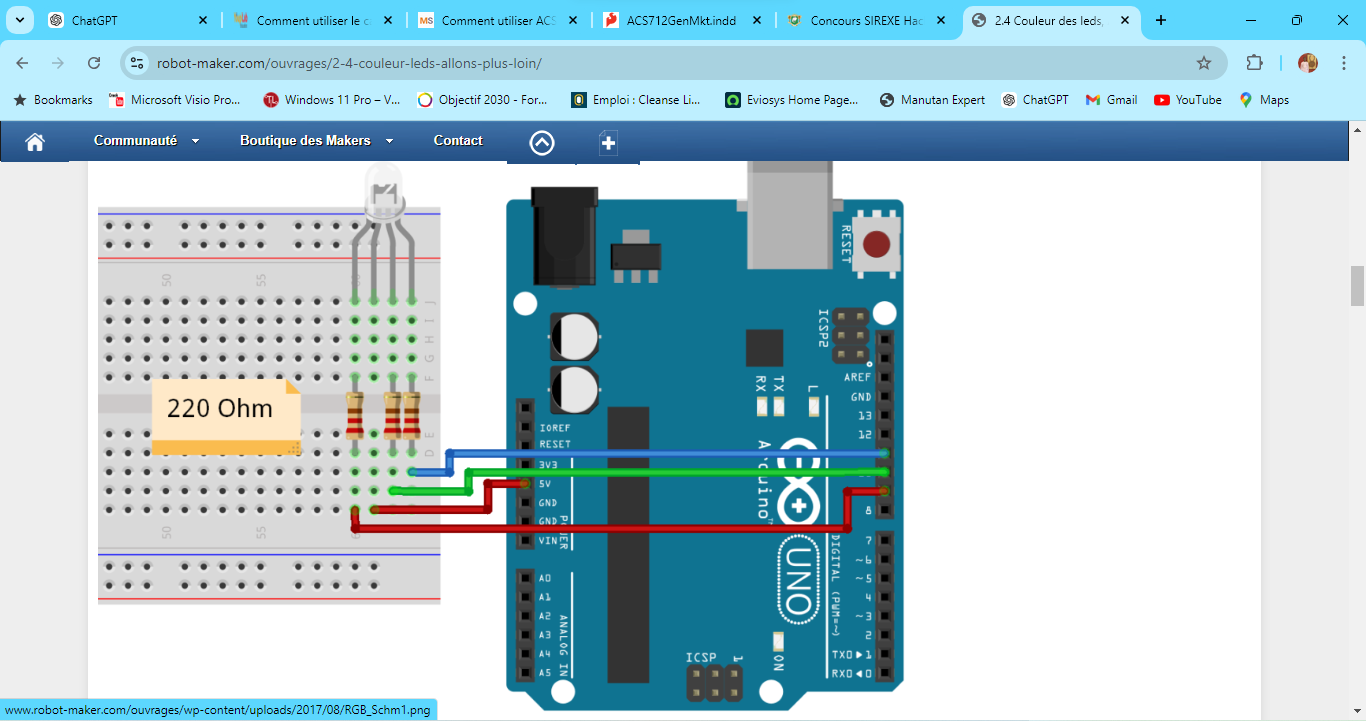 ChatGPT
Comment utiliser le c
Comment utiliser ACS
ACS712GenMkt.indd
Concours SIREXE Hac
2.4 Couleur des leds,
robot-maker.com/ouvrages/2-4-couleur-leds-allons-plus-loin/
Bookmarks
Microsoft Visio Pro...
Windows 11 Pro – V...
Objectif 2030 - For...
Emploi : Cleanse Li...
Eviosys Home Page...
Manutan Expert
ChatGPT
Gmail
YouTube
Maps
Communauté
Boutique des Makers
Contact
50
55
J
I
H
G
F
220 Ohm
E
D
50
55
RESET
ICSP2
AREF
GND
13
12
8
RX
TX
L
IOREF
RESET
3V3
5V
GND
GND
VIN
POWER
Arduino
UNO
DIGITAL (PWM=~)
7
~6
~5
4
~3
2
TX0▶1
RX0◀0
A0
A1
A2
A3
A4
A5
ANALOG IN
ON
ICSP
1
www.robot-maker.com/ouvrages/wp-content/uploads/2017/08/RGB_Schm1.png